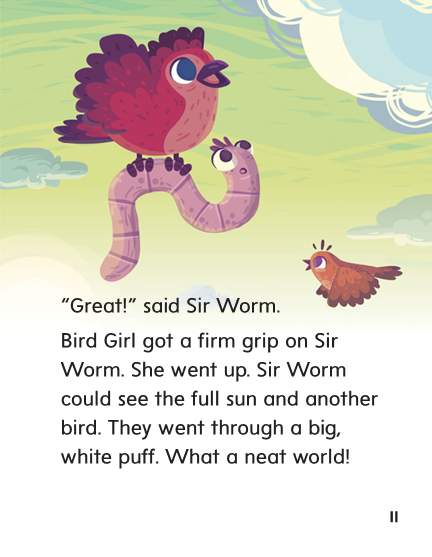 “Great!” said Sir Worm.
Bird Girl got a firm grip on Sir
Worm. She went up. Sir Worm
could see the full sun and another
bird. They went through a big,
white puff. What a neat world!
11